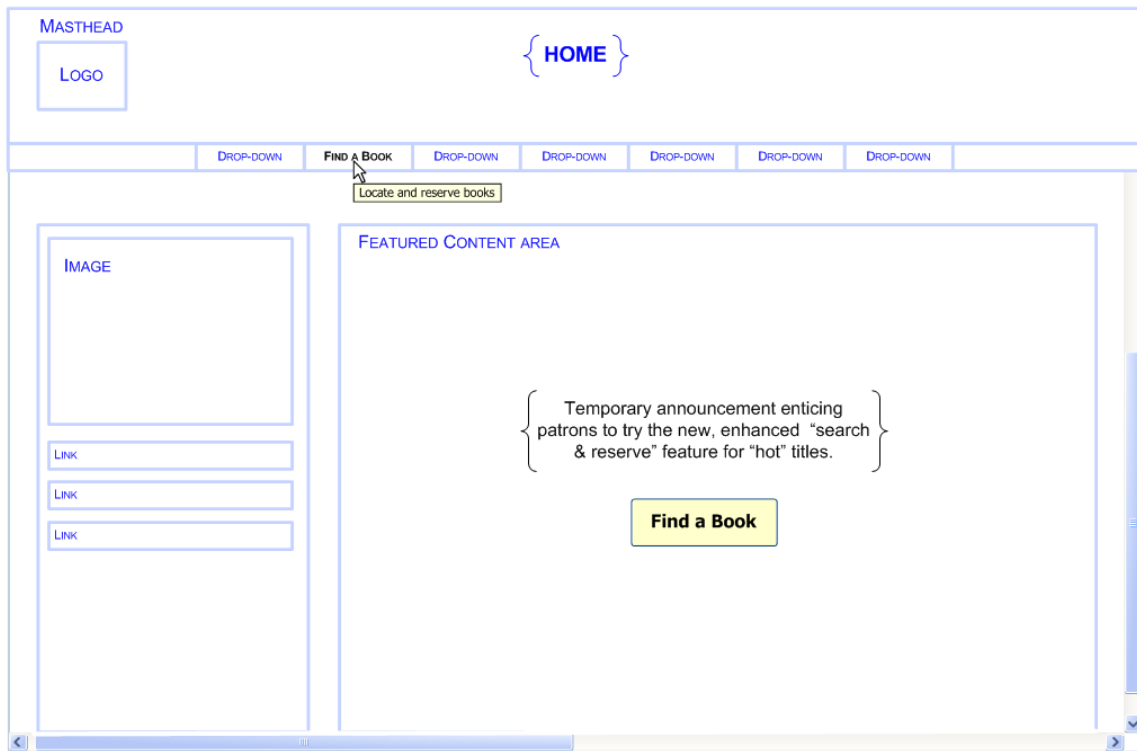 MASTHEAD
LOGO
{ HOME }
DROP-DOWN
FIND A BOOK
DROP-DOWN
DROP-DOWN
DROP-DOWN
DROP-DOWN
DROP-DOWN
Locate and reserve books
IMAGE
LINK
LINK
LINK
FEATURED CONTENT AREA
Temporary announcement enticing
patrons to try the new, enhanced “search
& reserve” feature for “hot” titles.
Find a Book